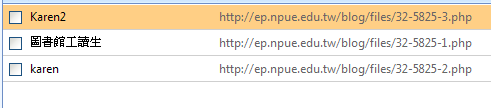 Karen2 http://ep.npue.edu.tw/blog/files/32-5825-3.php
圖書館工讀生 http://ep.npue.edu.tw/blog/files/32-5825-1.php
karen http://ep.npue.edu.tw/blog/files/32-5825-2.php